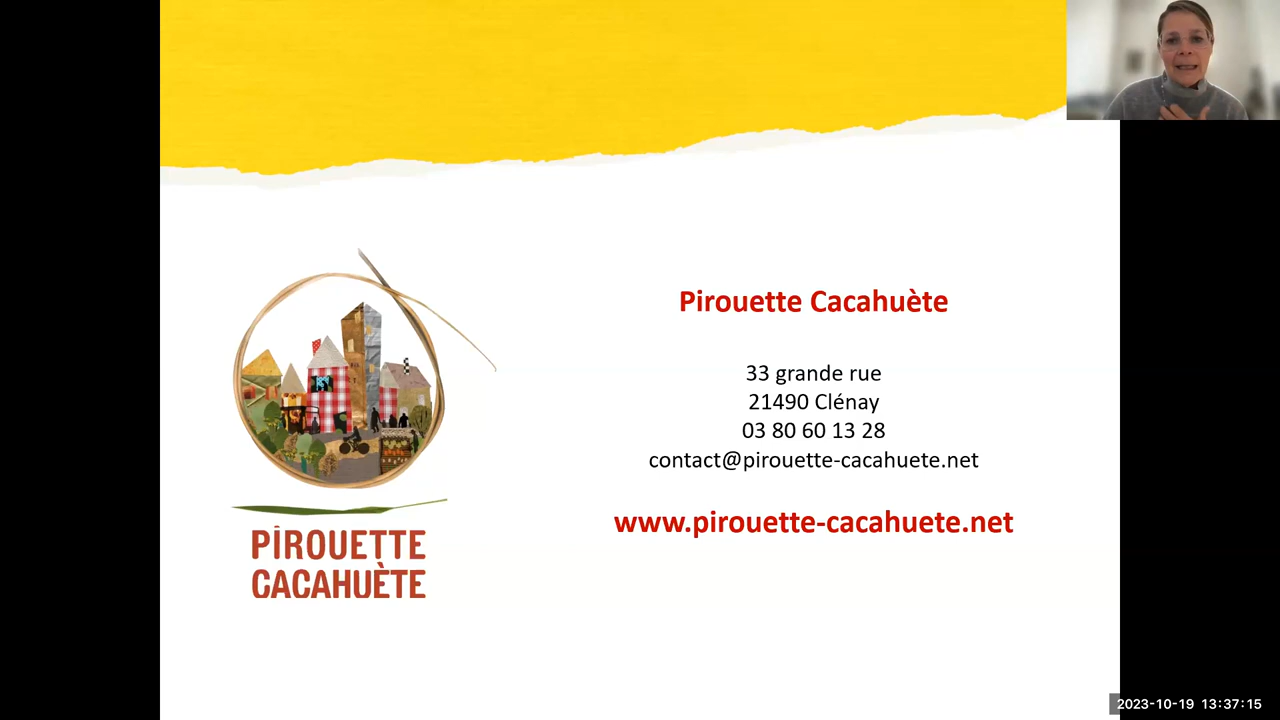 Pirouette Cacahuète
33 grande rue
21490 Clénay
03 80 60 13 28
contact@pirouette-cacahuete.net
www.pirouette-cacahuete.net
PIROUETTE
CACAHUÈTE
2023-10-19 13:37:15